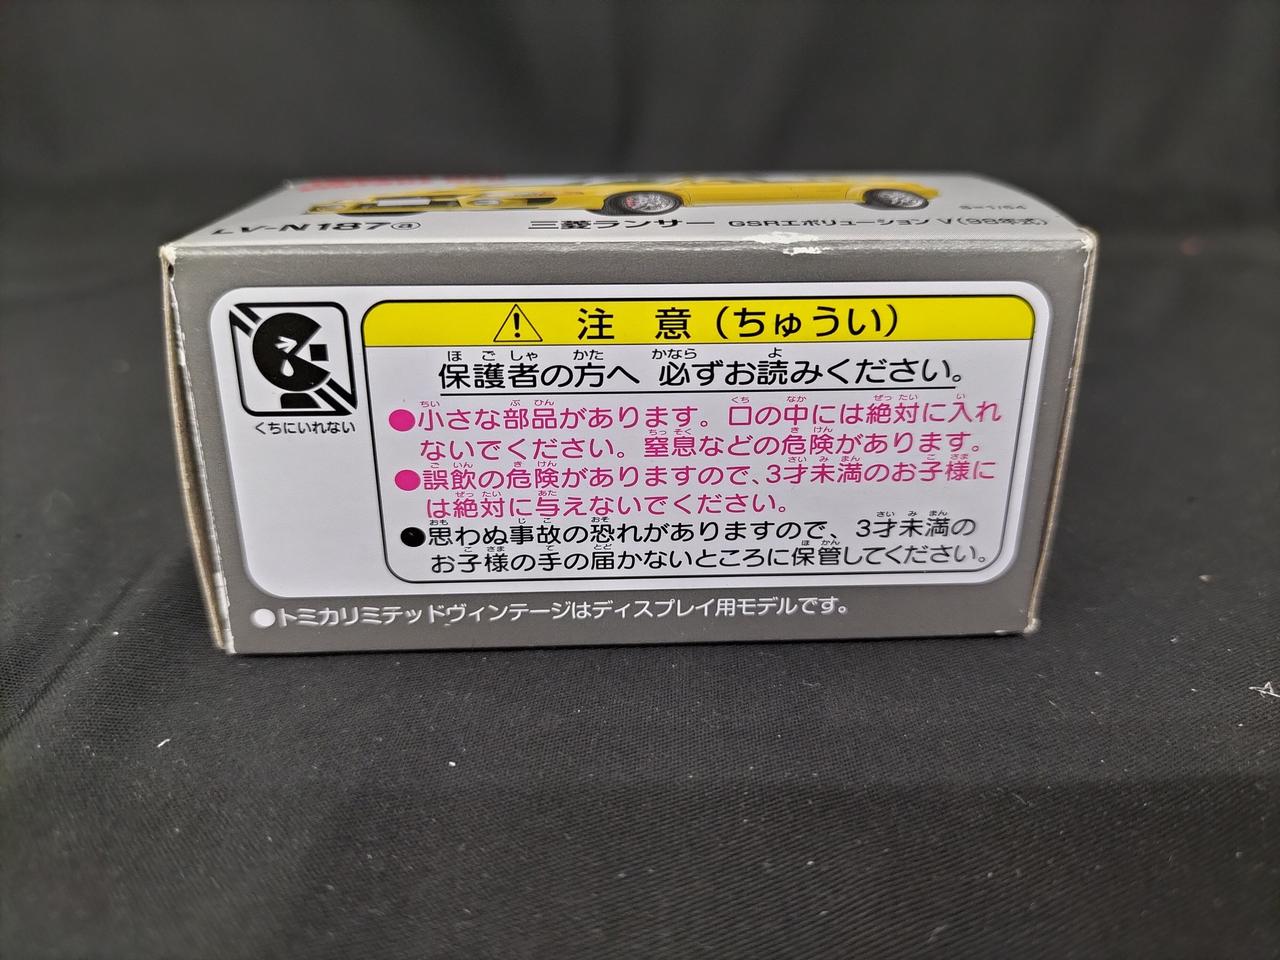 LV-N187ⓐ 三菱ランサー GSRエボリューションⅤ(98年式)
S=1/64
注 意(ちゅうい)
保護者の方へ 必ずお読みください。
●小さな部品があります。口の中には絶対に入れ
ないでください。窒息などの危険があります。
●誤飲の危険がありますので、3才未満のお子様に
は絶対に与えないでください。
●思わぬ事故の恐れがありますので、3才未満の
お子様の手の届かないところに保管してください。
くちにいれない
●トミカリミテッドヴィンテージはディスプレイ用モデルです。